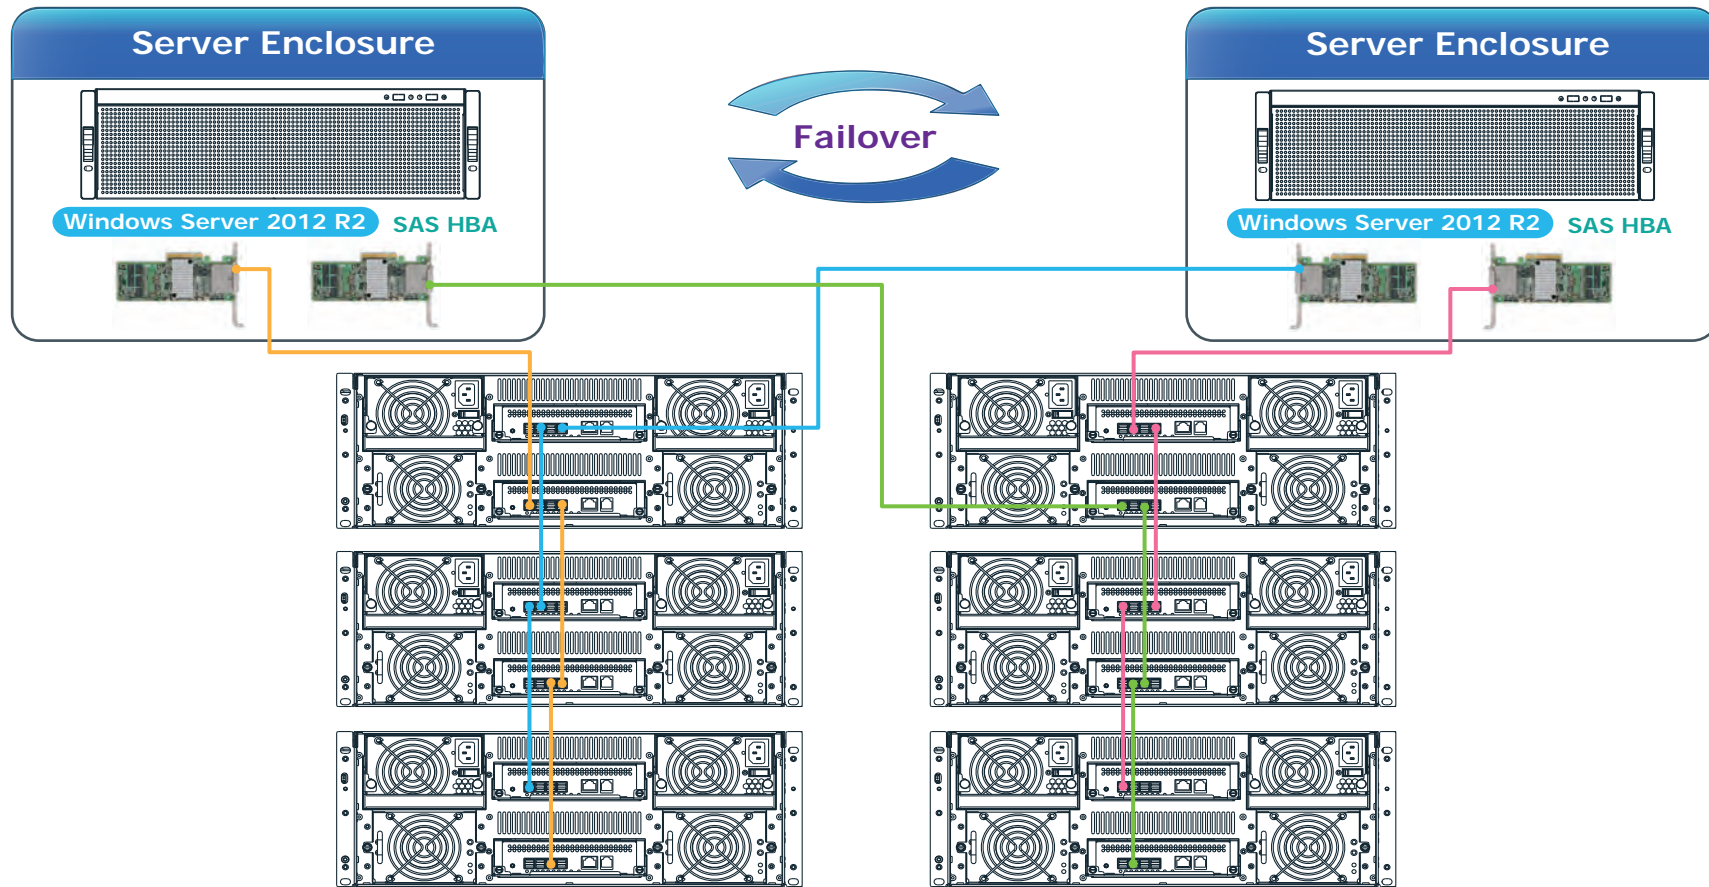 Server Enclosure
Server Enclosure
Failover
Windows Server 2012 R2 SAS HBA
Windows Server 2012 R2 SAS HBA